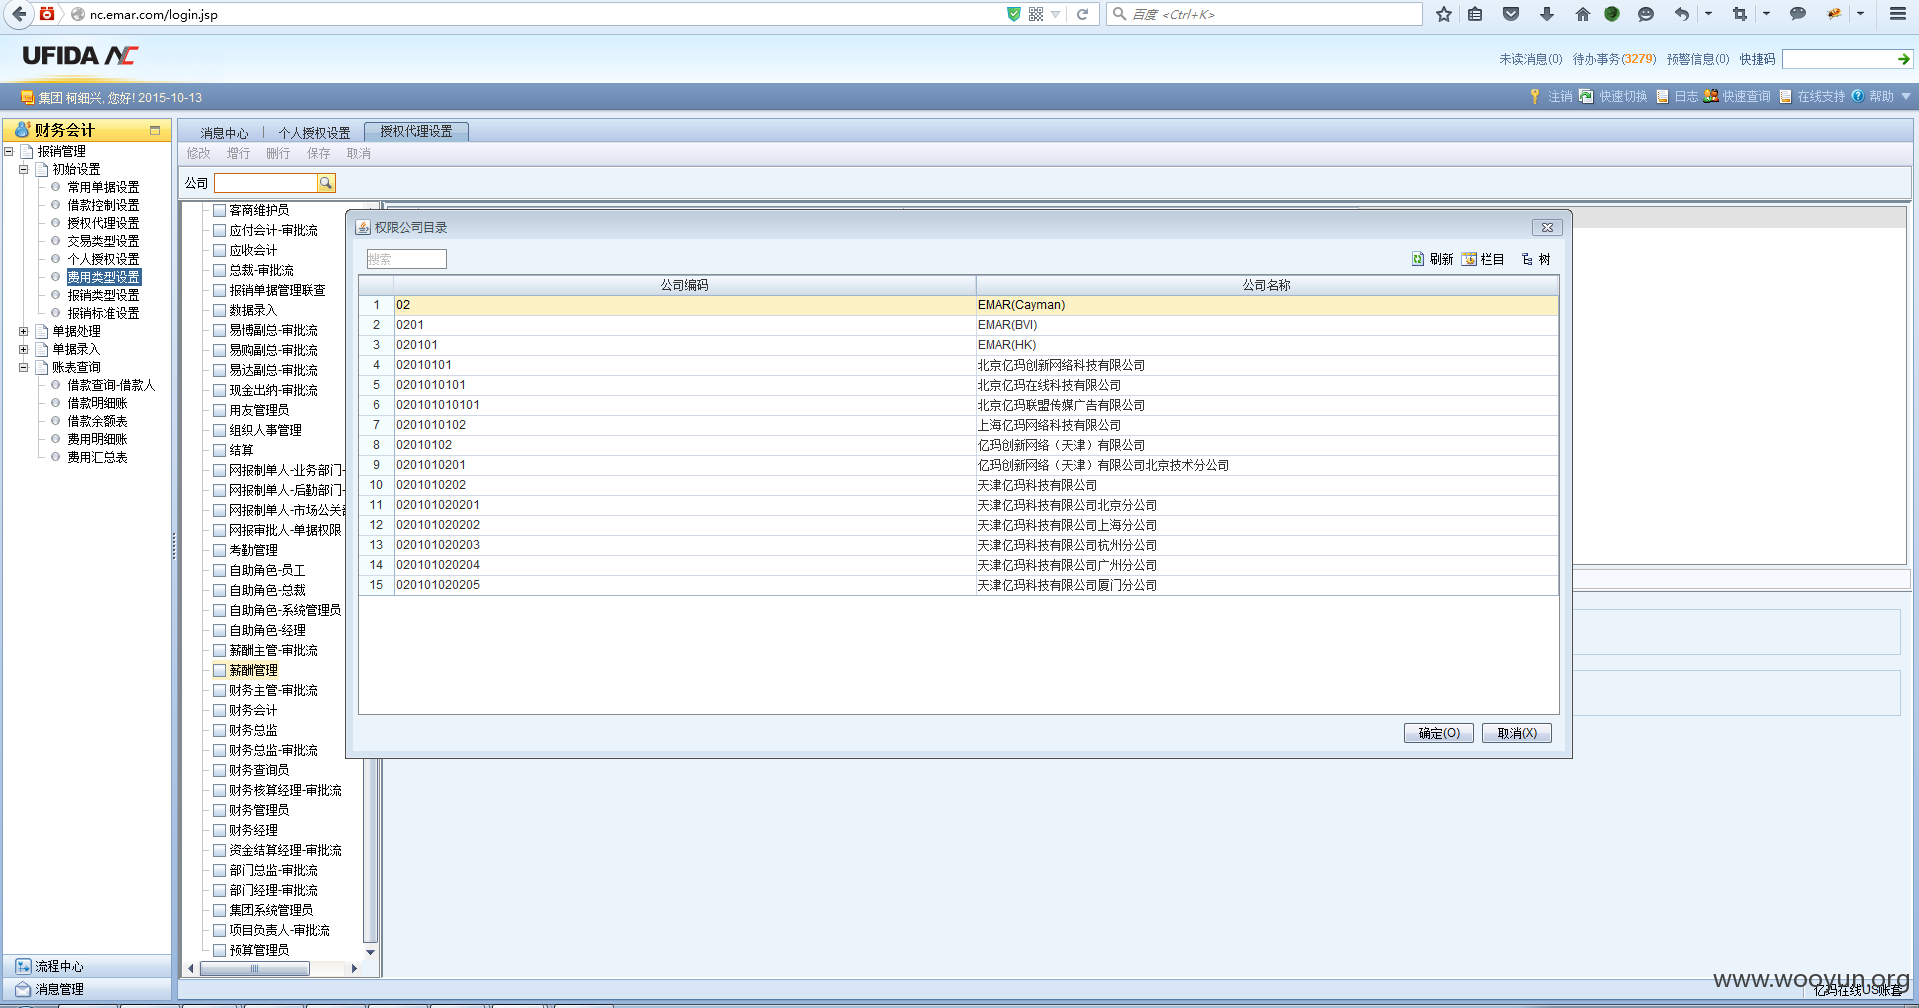 nc.emar.com/login.jsp
百度 <Ctrl+K>
UFIDA NC
未读消息(0) 待办事务(3279) 预警信息(0) 快捷码
集团 柯细兴, 您好! 2015-10-13
注销 快速切换 日志 快速查询 在线支持 帮助
财务会计
报销管理
初始设置
常用单据设置
借款控制设置
授权代理设置
交易类型设置
个人授权设置
费用类型设置
报销类型设置
报销标准设置
单据处理
单据录入
账表查询
借款查询-借款人
借款明细账
借款余额表
费用明细账
费用汇总表
流程中心
消息管理
消息中心 个人授权设置 授权代理设置
修改 增行 删行 保存 取消
公司
客商维护员
应付会计-审批流
应收会计
总裁-审批流
报销单据管理联查
数据录入
易博副总-审批流
易购副总-审批流
易达副总-审批流
现金出纳-审批流
用友管理员
组织人事管理
结算
网报制单人-业务部门-
网报制单人-后勤部门-
网报制单人-市场公关
网报审批人-单据权限
考勤管理
自助角色-员工
自助角色-总裁
自助角色-系统管理员
自助角色-经理
薪酬主管-审批流
薪酬管理
财务主管-审批流
财务会计
财务总监
财务总监-审批流
财务查询员
财务核算经理-审批流
财务管理员
财务经理
资金结算经理-审批流
部门总监-审批流
部门经理-审批流
集团系统管理员
项目负责人-审批流
预算管理员
权限公司目录
搜索
刷新 栏目 树
公司编码 公司名称
1 02 EMAR(Cayman)
2 0201 EMAR(BVI)
3 020101 EMAR(HK)
4 02010101 北京亿玛创新网络科技有限公司
5 0201010101 北京亿玛在线科技有限公司
6 020101010101 北京亿玛联盟传媒广告有限公司
7 0201010102 上海亿玛网络科技有限公司
8 02010102 亿玛创新网络（天津）有限公司
9 0201010201 亿玛创新网络（天津）有限公司北京技术分公司
10 0201010202 天津亿玛科技有限公司
11 020101020201 天津亿玛科技有限公司北京分公司
12 020101020202 天津亿玛科技有限公司上海分公司
13 020101020203 天津亿玛科技有限公司杭州分公司
14 020101020204 天津亿玛科技有限公司广州分公司
15 020101020205 天津亿玛科技有限公司厦门分公司
确定(O) 取消(X)
www.wooyun.org
亿玛在线US账套